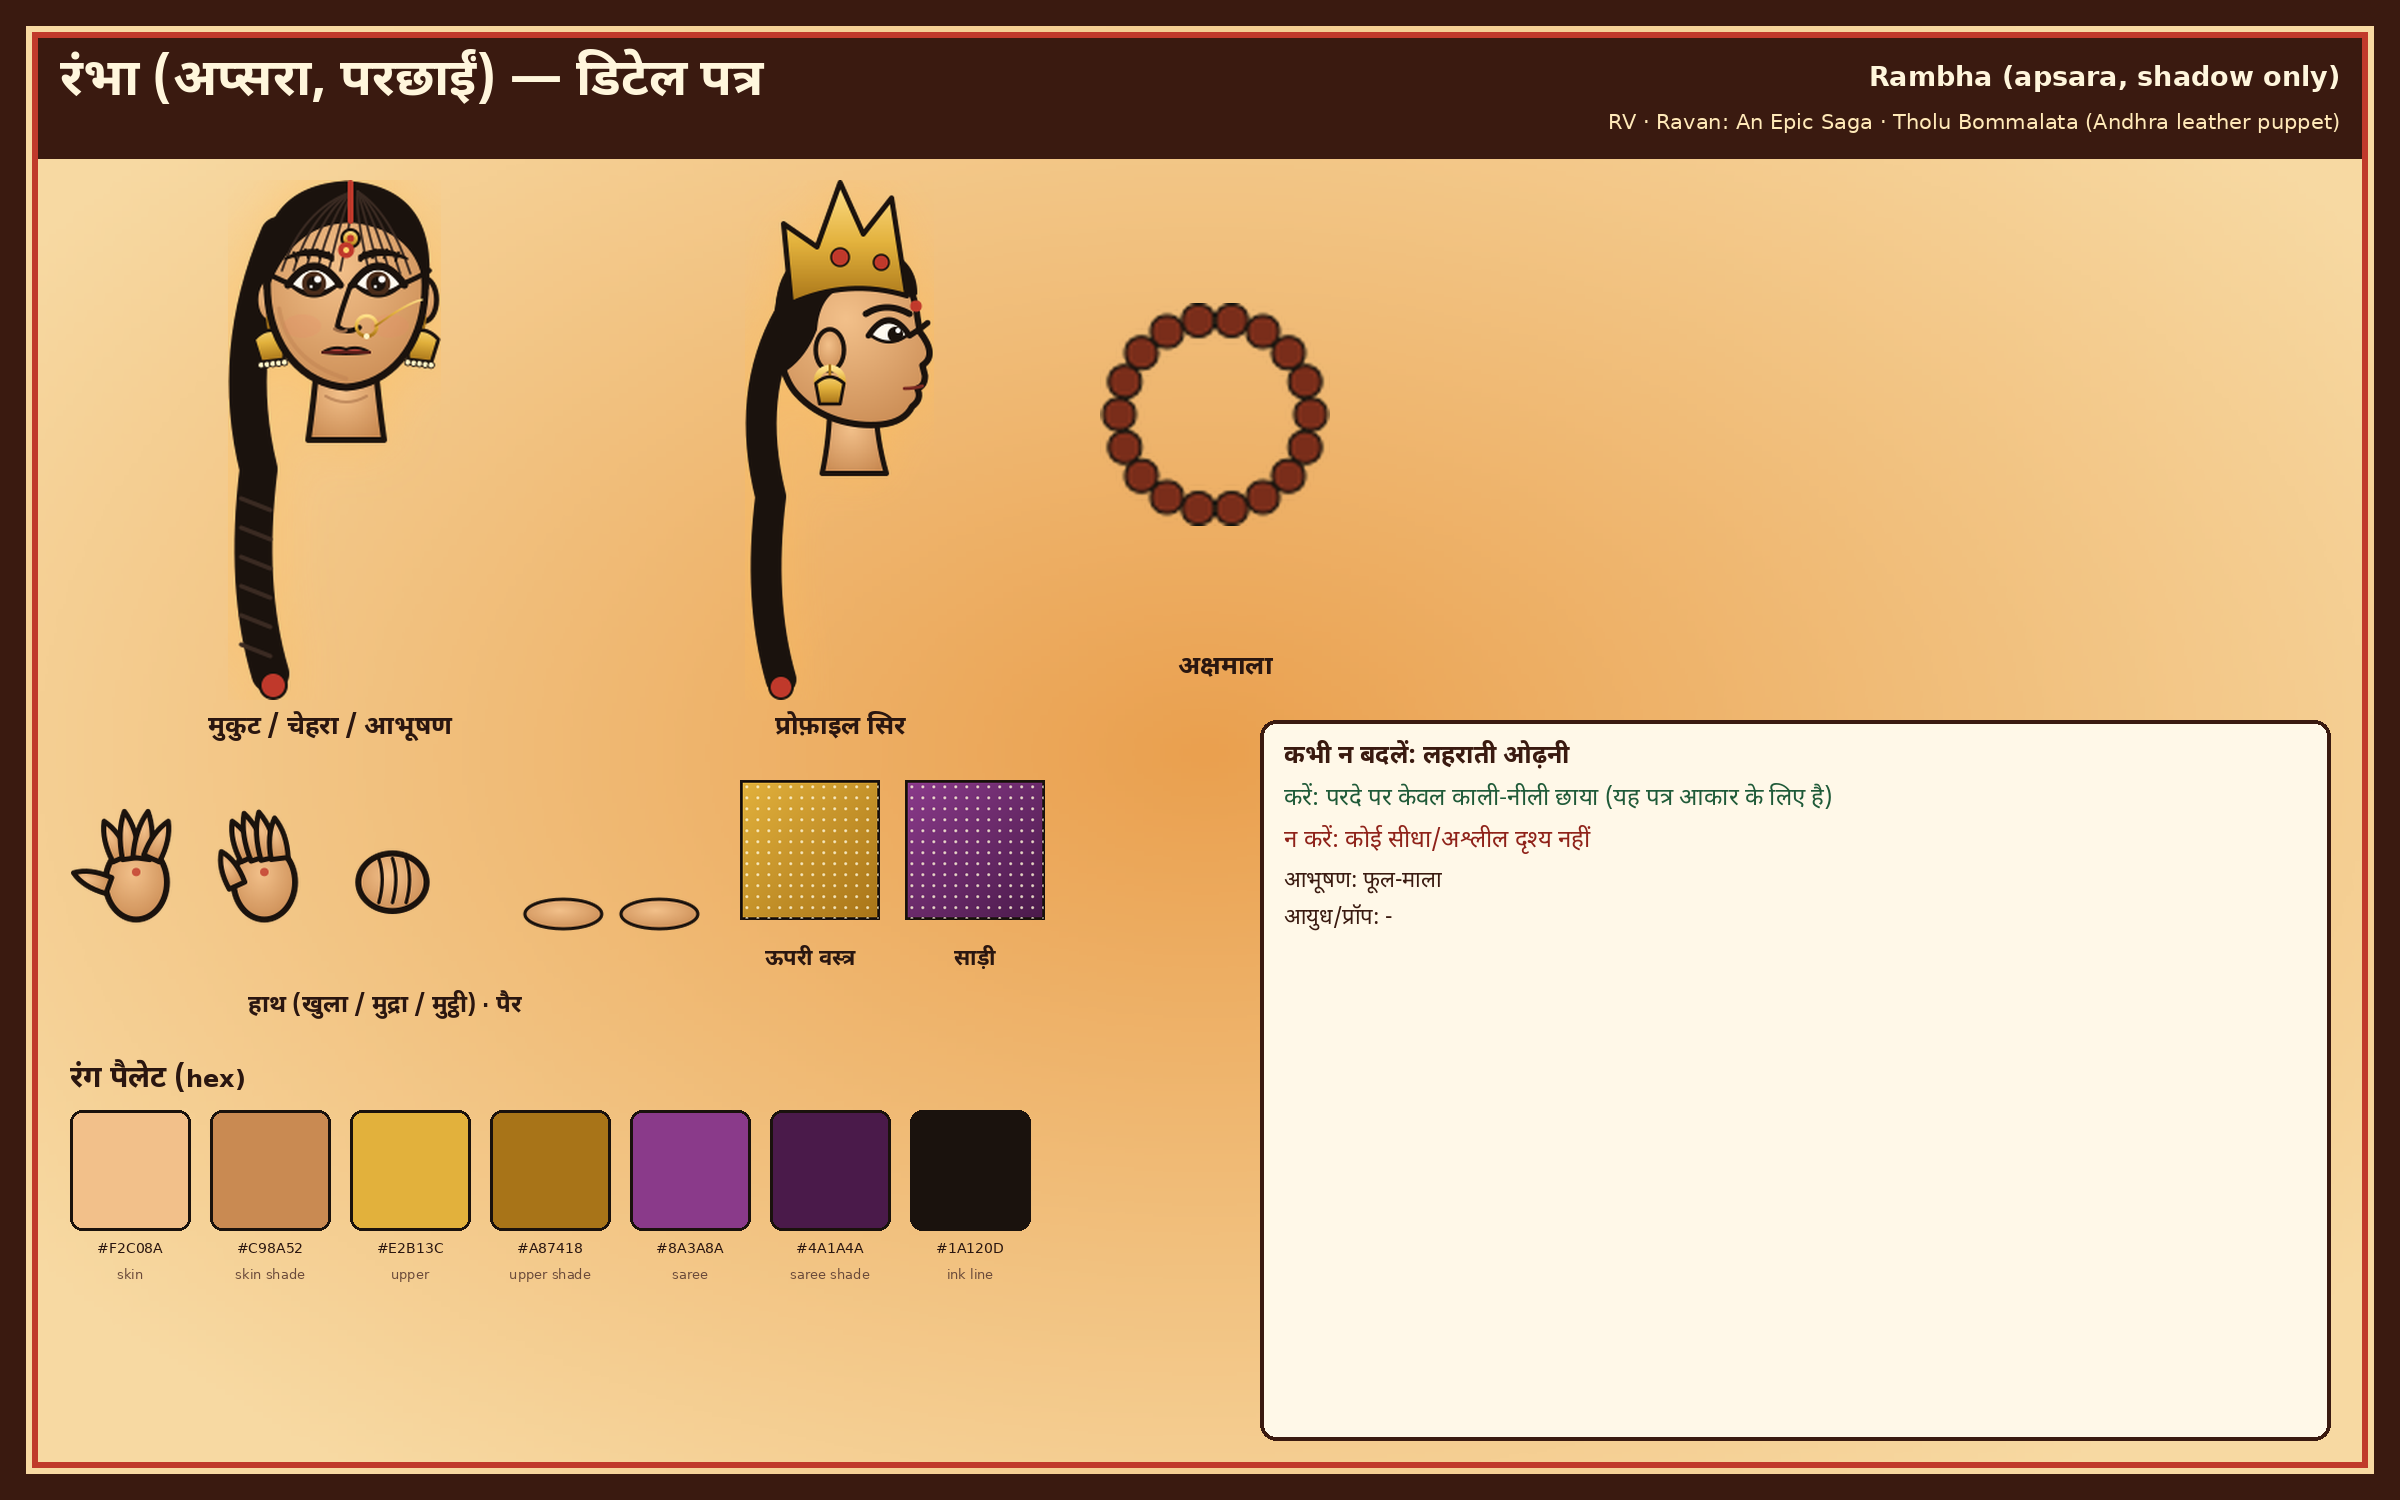 रंभा (अप्सरा, परछाईं) — डिटेल पत्र
Rambha (apsara, shadow only)
RV · Ravan: An Epic Saga · Tholu Bommalata (Andhra leather puppet)
अक्षमाला
मुकुट / चेहरा / आभूषण
प्रोफ़ाइल सिर
कभी न बदलें: लहराती ओढ़नी
करें: परदे पर केवल काली-नीली छाया (यह पत्र आकार के लिए है)
न करें: कोई सीधा/अश्लील दृश्य नहीं
आभूषण: फूल-माला
आयुध/प्रॉप: -
ऊपरी वस्त्र
साड़ी
हाथ (खुला / मुद्रा / मुट्ठी) · पैर
रंग पैलेट (hex)
#F2C08A #C98A52 #E2B13C #A87418 #8A3A8A #4A1A4A #1A120D
skin skin shade upper upper shade saree saree shade ink line